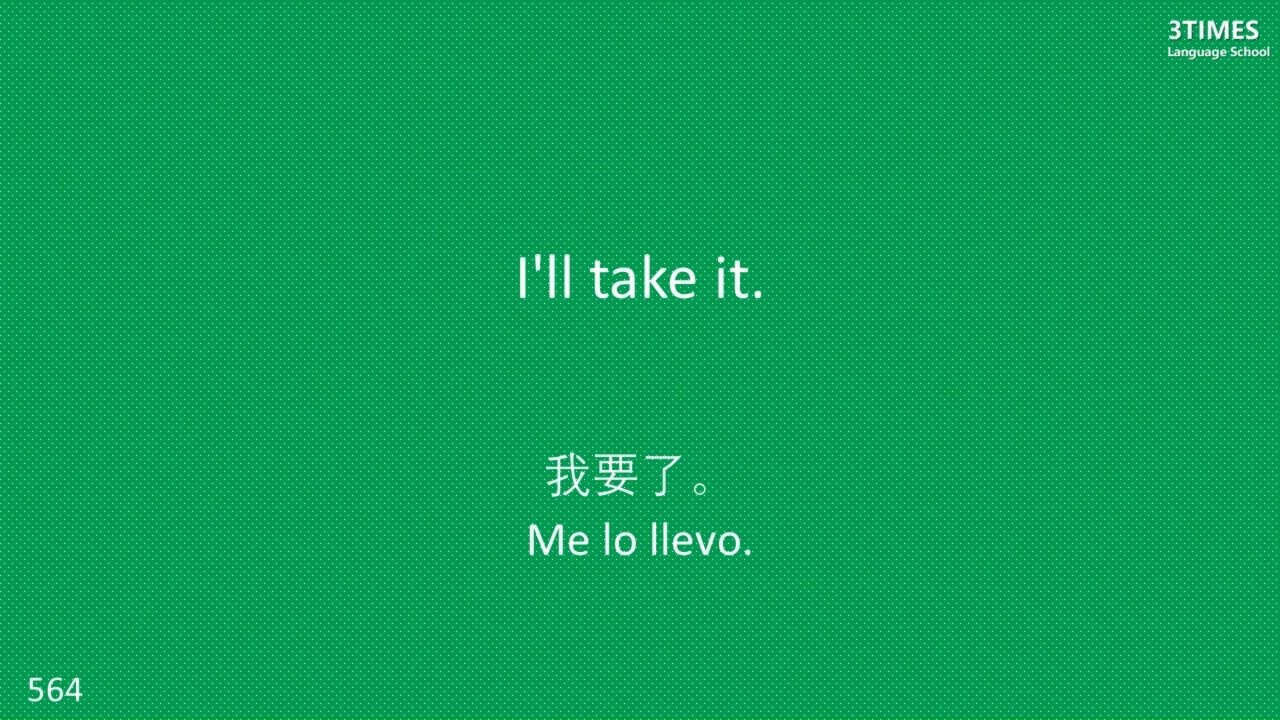 3TIMES
Language School
I'll take it.
我要了。
Me lo llevo.
564